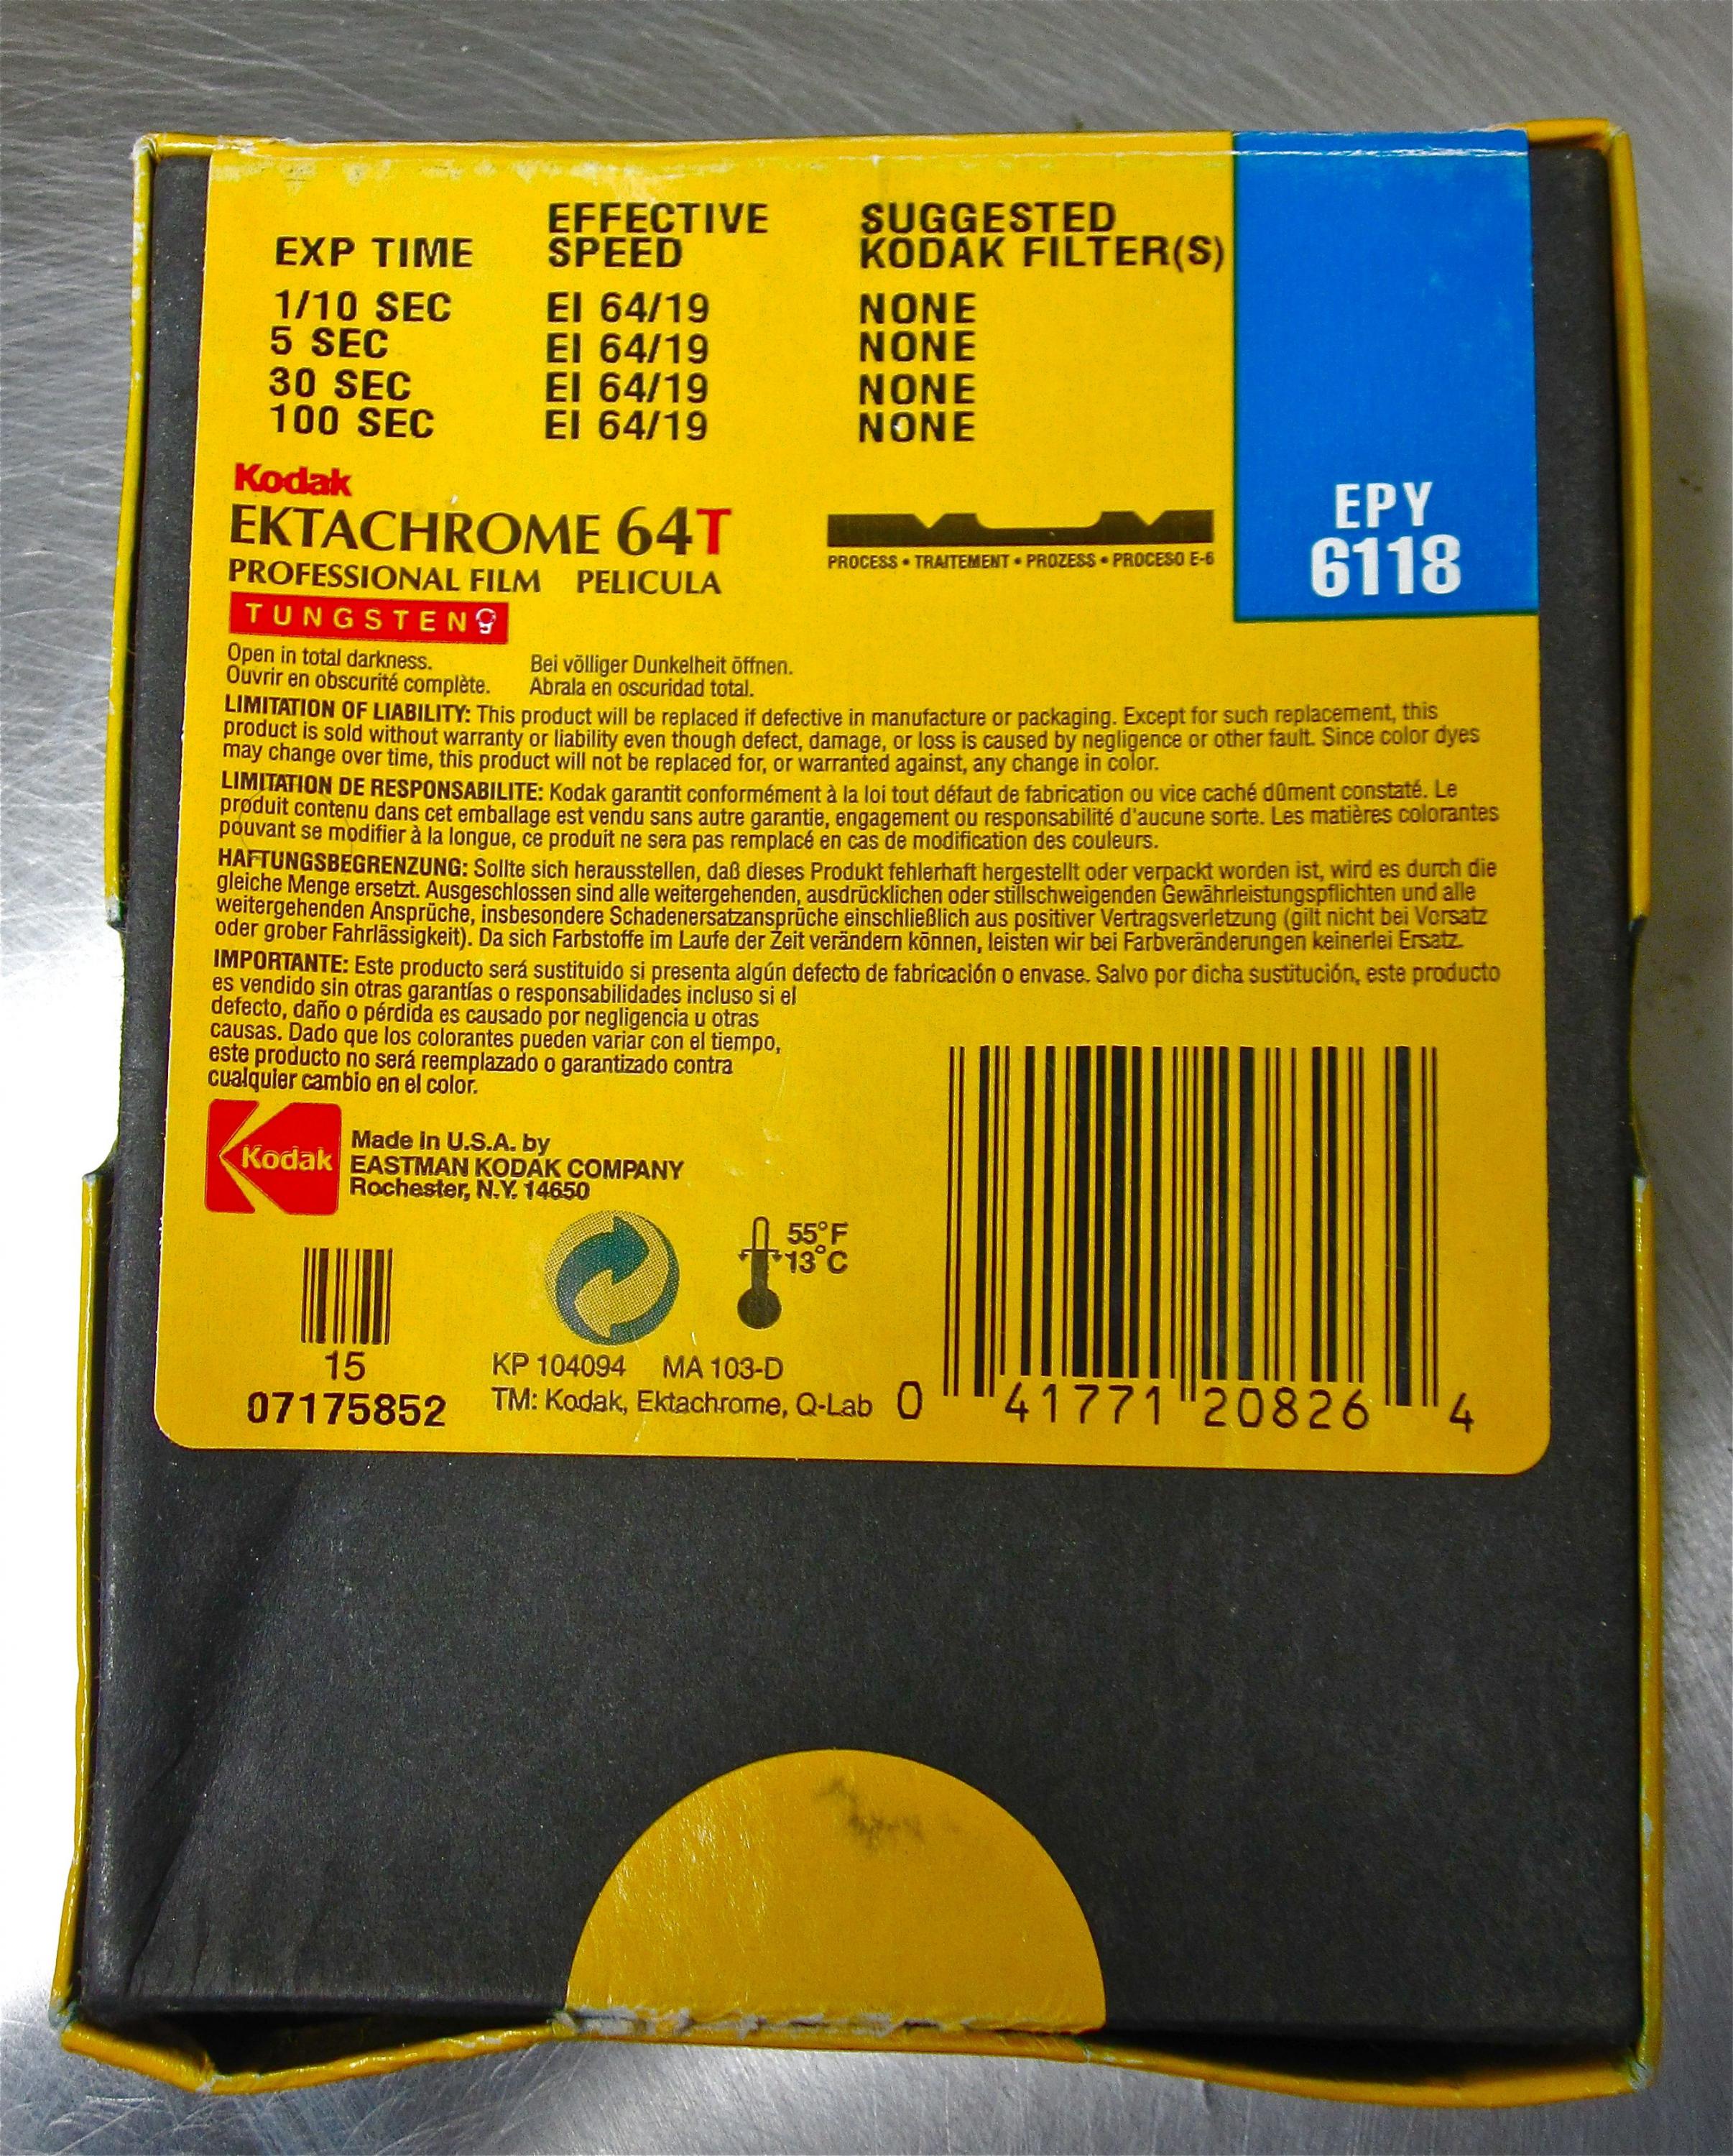 EXP TIME EFFECTIVE SPEED SUGGESTED KODAK FILTER(S)
1/10 SEC EI 64/19 NONE
5 SEC EI 64/19 NONE
30 SEC EI 64/19 NONE
100 SEC EI 64/19 NONE
Kodak
EKTACHROME 64T
PROFESSIONAL FILM PELICULA
TUNGSTEN
PROCESS • TRAITEMENT • PROZESS • PROCESO E-6
EPY
6118
Open in total darkness.
Ouvrir en obscurité complète.
Bei völliger Dunkelheit öffnen.
Abrala en oscuridad total.
LIMITATION OF LIABILITY: This product will be replaced if defective in manufacture or packaging. Except for such replacement, this
product is sold without warranty or liability even though defect, damage, or loss is caused by negligence or other fault. Since color dyes
may change over time, this product will not be replaced for, or warranted against, any change in color.
LIMITATION DE RESPONSABILITE: Kodak garantit conformément à la loi tout défaut de fabrication ou vice caché dûment constaté. Le
produit contenu dans cet emballage est vendu sans autre garantie, engagement ou responsabilité d'aucune sorte. Les matières colorantes
pouvant se modifier à la longue, ce produit ne sera pas remplacé en cas de modification des couleurs.
HAFTUNGSBEGRENZUNG: Sollte sich herausstellen, daß dieses Produkt fehlerhaft hergestellt oder verpackt worden ist, wird es durch die
gleiche Menge ersetzt. Ausgeschlossen sind alle weitergehenden, ausdrücklichen oder stillschweigenden Gewährleistungspflichten und alle
weitergehenden Ansprüche, insbesondere Schadenersatzansprüche einschließlich aus positiver Vertragsverletzung (gilt nicht bei Vorsatz
oder grober Fahrlässigkeit). Da sich Farbstoffe im Laufe der Zeit verändern können, leisten wir bei Farbveränderungen keinerlei Ersatz.
IMPORTANTE: Este producto será sustituido si presenta algún defecto de fabricación o envase. Salvo por dicha sustitución, este producto
es vendido sin otras garantías o responsabilidades incluso si el
defecto, daño o pérdida es causado por negligencia u otras
causas. Dado que los colorantes pueden variar con el tiempo,
este producto no será reemplazado o garantizado contra
cualquier cambio en el color.
Kodak
Made in U.S.A. by
EASTMAN KODAK COMPANY
Rochester, N.Y. 14650
55°F
13°C
15
07175852
KP 104094 MA 103-D
TM: Kodak, Ektachrome, Q-Lab
0 41771 20826 4